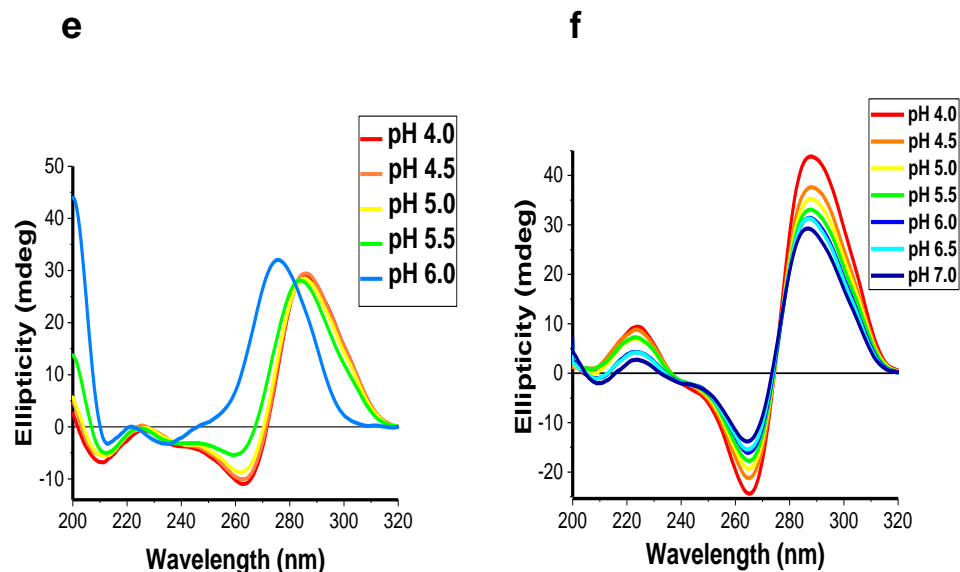 e
pH 4.0
pH 4.5
pH 5.0
pH 5.5
pH 6.0
50
40
30
20
10
0
-10
200 220 240 260 280 300 320
Ellipticity (mdeg)
Wavelength (nm)
f
pH 4.0
pH 4.5
pH 5.0
pH 5.5
pH 6.0
pH 6.5
pH 7.0
40
30
20
10
0
-10
-20
200 220 240 260 280 300 320
Ellipticity (mdeg)
Wavelength (nm)